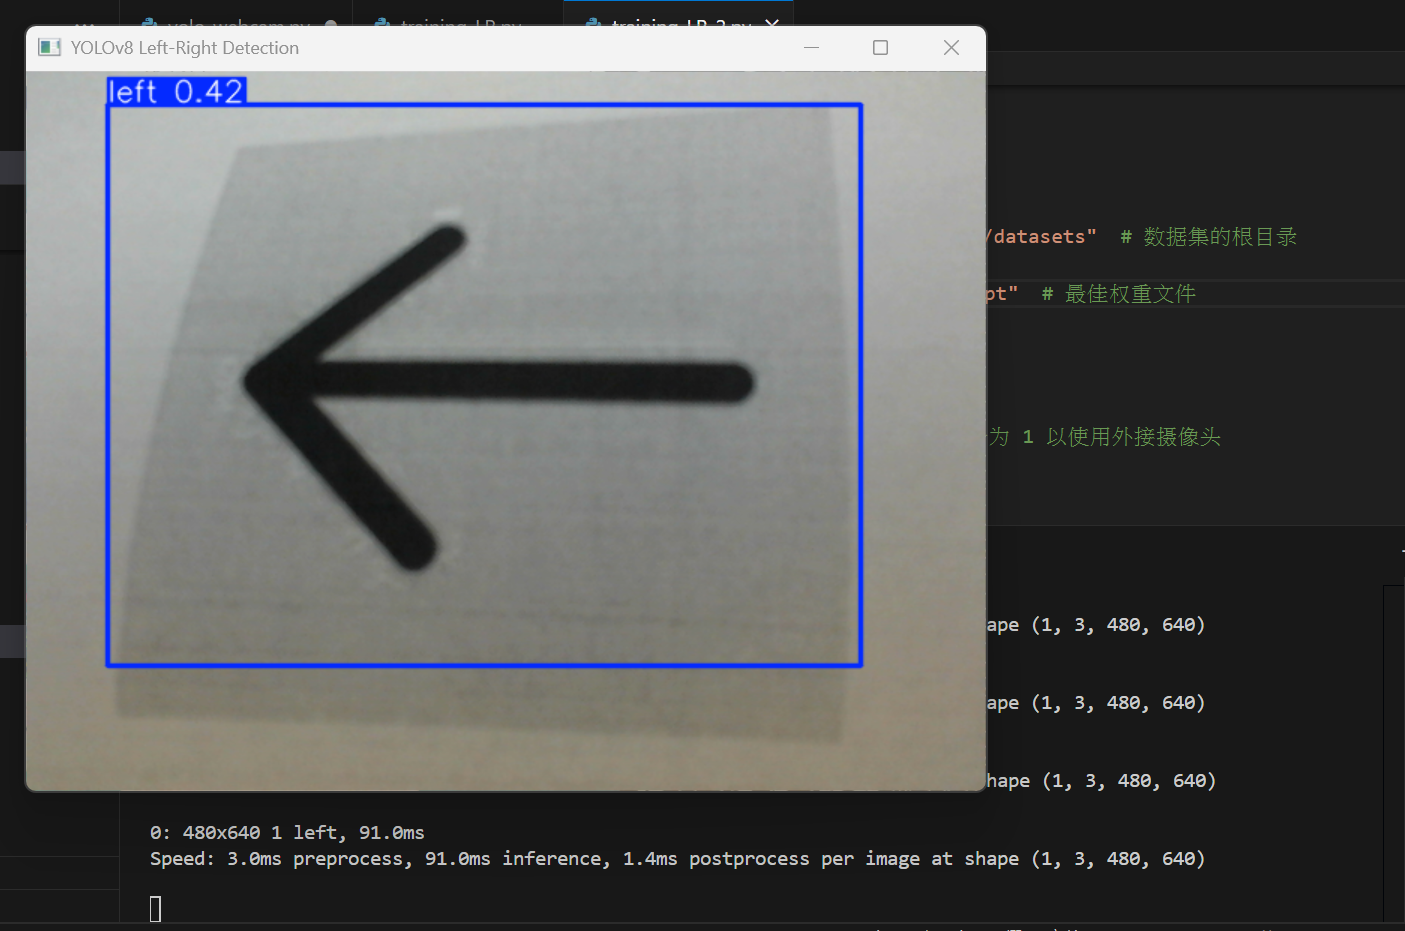 YOLOv8 Left-Right Detection
left 0.42
/datasets"  # 数据集的根目录
pt"  # 最佳权重文件
为 1 以使用外接摄像头
ape (1, 3, 480, 640)
ape (1, 3, 480, 640)
hape (1, 3, 480, 640)
0: 480x640 1 left, 91.0ms
Speed: 3.0ms preprocess, 91.0ms inference, 1.4ms postprocess per image at shape (1, 3, 480, 640)